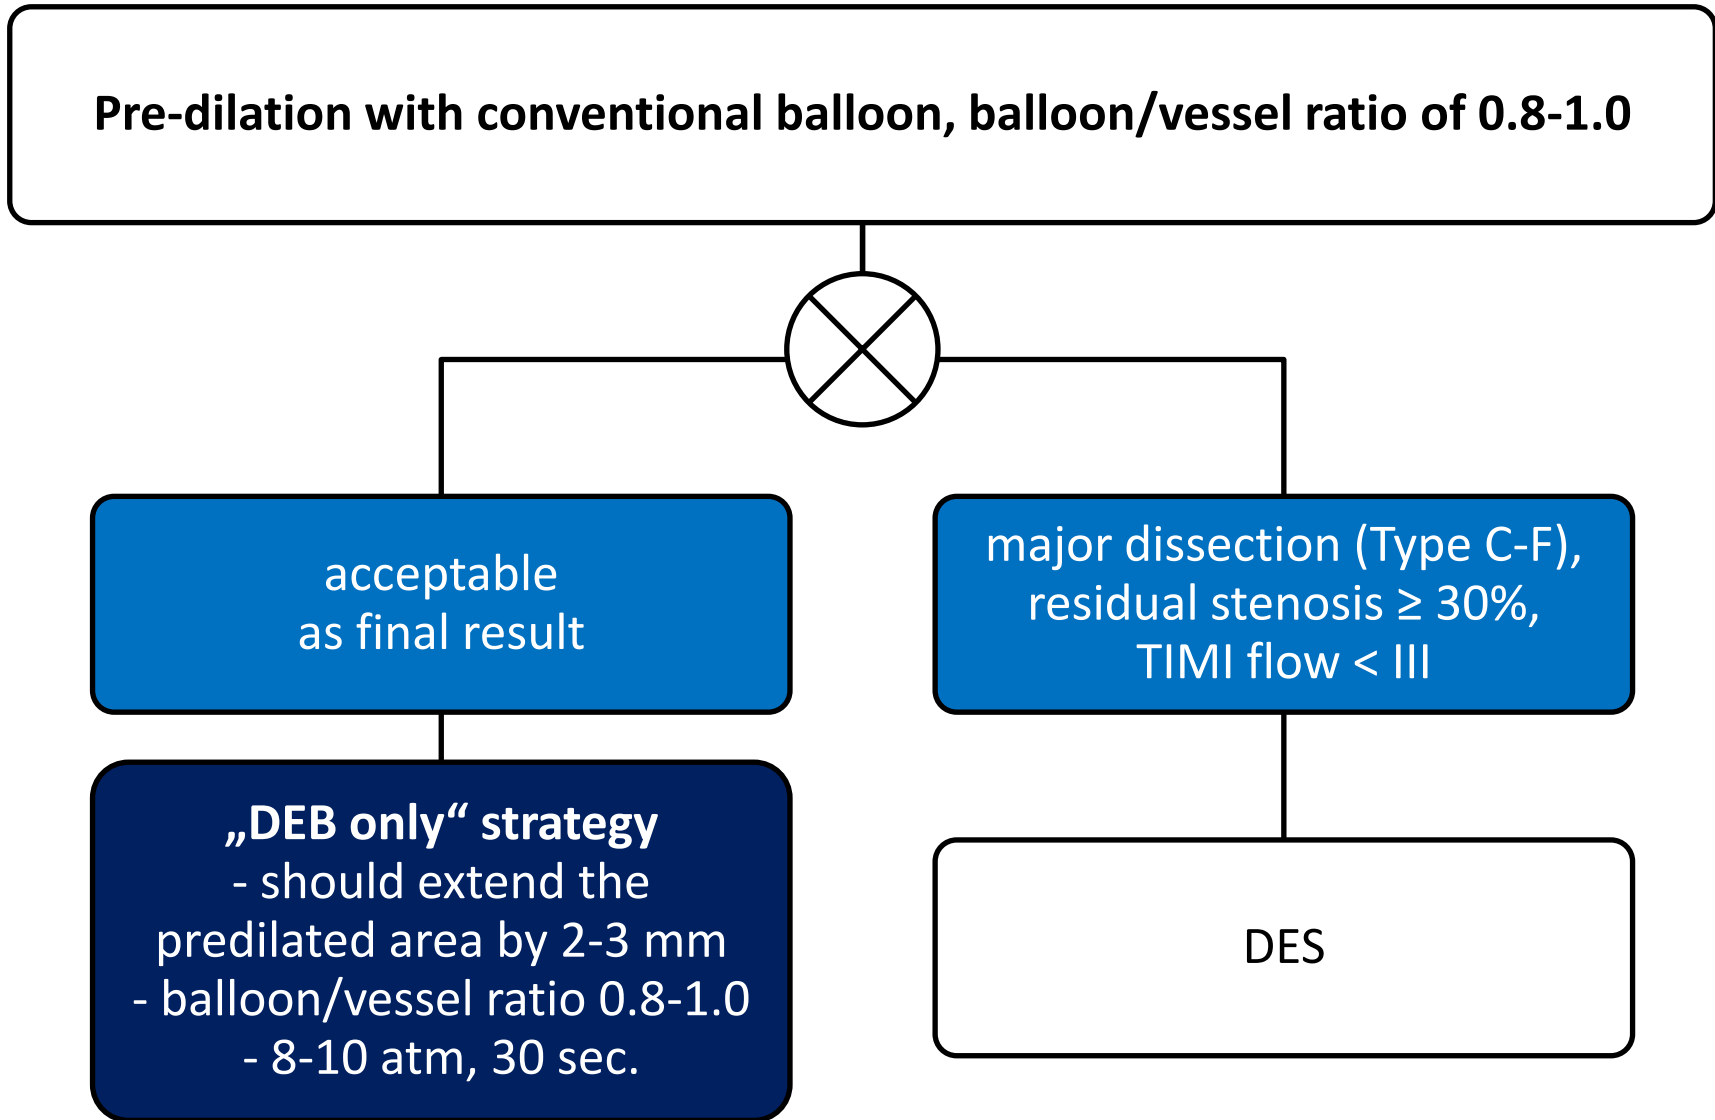 Pre-dilation with conventional balloon, balloon/vessel ratio of 0.8-1.0
acceptable
as final result
major dissection (Type C-F),
residual stenosis ≥ 30%,
TIMI flow < III
„DEB only“ strategy
- should extend the
predilated area by 2-3 mm
- balloon/vessel ratio 0.8-1.0
- 8-10 atm, 30 sec.
DES